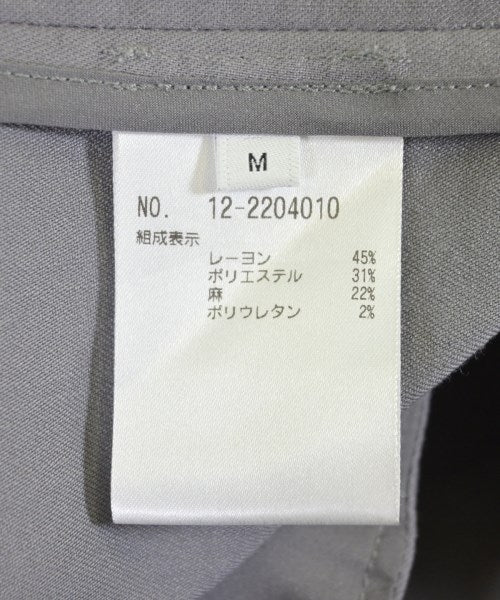 M
NO. 12-2204010
組成表示
レーヨン 45%
ポリエステル 31%
麻 22%
ポリウレタン 2%